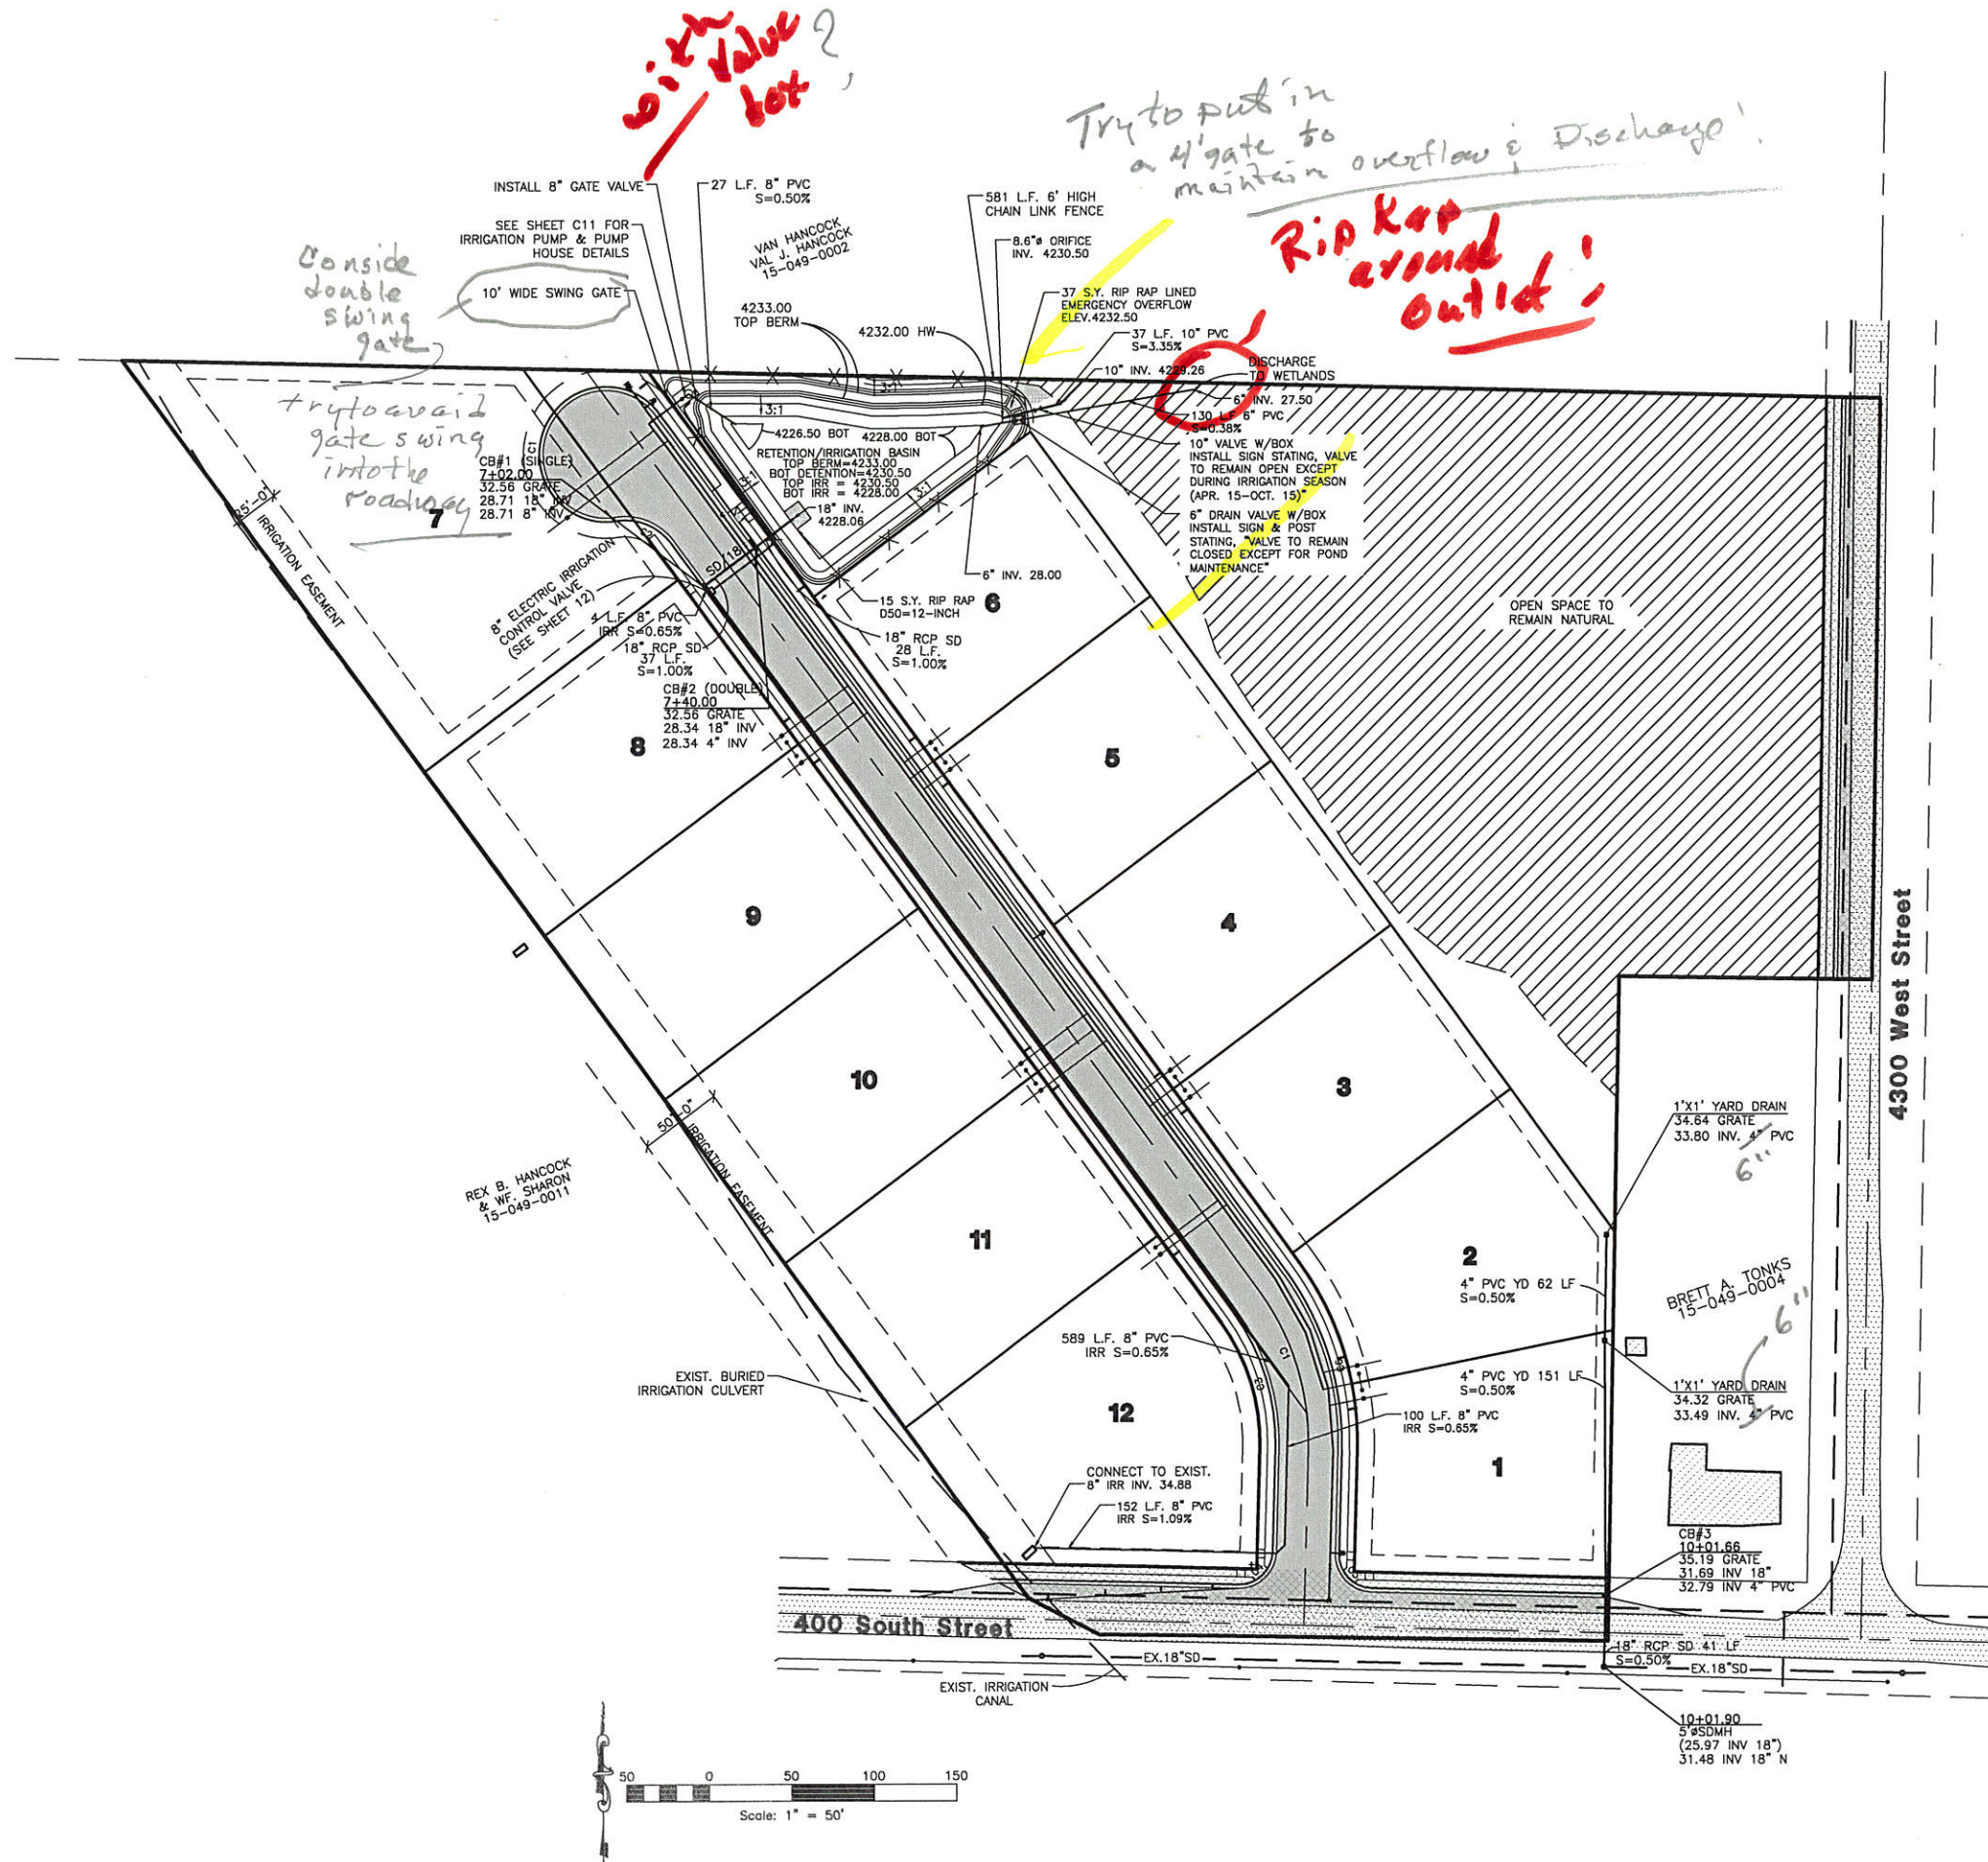 with
Valve
box
?
Try to put in
a 4' gate to
maintain overflow & Discharge!
Rip Rap
around
outlet!
INSTALL 8" GATE VALVE
27 L.F. 8" PVC
S=0.50%
581 L.F. 6' HIGH
CHAIN LINK FENCE
SEE SHEET C11 FOR
IRRIGATION PUMP & PUMP
HOUSE DETAILS
VAN HANCOCK
VAL J. HANCOCK
15-049-0002
8.6"ø ORIFICE
INV. 4230.50
Conside
double
swing
gate
10' WIDE SWING GATE
4233.00
TOP BERM
4232.00 HW
37 S.Y. RIP RAP LINED
EMERGENCY OVERFLOW
ELEV.4232.50
37 L.F. 10" PVC
S=3.35%
10" INV. 4229.26
DISCHARGE
TO WETLANDS
6" INV. 27.50
130 L.F 6" PVC
S=0.38%
try to avoid
gate swing
into the
roadway
3:1
3:1
4226.50 BOT
4228.00 BOT
RETENTION/IRRIGATION BASIN
TOP BERM=4233.00
BOT DETENTION=4230.50
TOP IRR = 4230.50
BOT IRR = 4228.00
3:1
3:1
18" INV.
4228.06
10" VALVE W/BOX
INSTALL SIGN STATING, VALVE
TO REMAIN OPEN EXCEPT
DURING IRRIGATION SEASON
(APR. 15-OCT. 15)"
6" DRAIN VALVE W/BOX
INSTALL SIGN & POST
STATING, "VALVE TO REMAIN
CLOSED EXCEPT FOR POND
MAINTENANCE"
C1
CB#1 (SINGLE)
7+02.00
32.56 GRATE
28.71 18" INV
28.71 8" INV
7
25'-0"
IRRIGATION EASEMENT
SD/18
6" INV. 28.00
8" ELECTRIC IRRIGATION
CONTROL VALVE
(SEE SHEET 12)
4 L.F. 8" PVC
IRR S=0.65%
18" RCP SD
37 L.F.
S=1.00%
15 S.Y. RIP RAP
D50=12-INCH
6
18" RCP SD
28 L.F.
S=1.00%
OPEN SPACE TO
REMAIN NATURAL
CB#2 (DOUBLE)
7+40.00
32.56 GRATE
28.34 18" INV
28.34 4" INV
8
5
9
4
4300 West Street
10
3
50'-0"
IRRIGATION EASEMENT
1'X1' YARD DRAIN
34.64 GRATE
33.80 INV. 4" PVC
6"
REX B. HANCOCK
& WF. SHARON
15-049-0011
11
2
4" PVC YD 62 LF
S=0.50%
BRETT A. TONKS
15-049-0004
6"
589 L.F. 8" PVC
IRR S=0.65%
C1
EXIST. BURIED
IRRIGATION CULVERT
4" PVC YD 151 LF
S=0.50%
1'X1' YARD DRAIN
34.32 GRATE
33.49 INV. 4" PVC
12
100 L.F. 8" PVC
IRR S=0.65%
1
CONNECT TO EXIST.
8" IRR INV. 34.88
152 L.F. 8" PVC
IRR S=1.09%
CB#3
10+01.66
35.19 GRATE
31.69 INV 18"
32.79 INV 4" PVC
400 South Street
18" RCP SD 41 LF
S=0.50%
EX.18"SD
EX.18"SD
EXIST. IRRIGATION
CANAL
10+01.90
5'øSDMH
(25.97 INV 18")
31.48 INV 18" N
50 0 50 100 150
Scale: 1" = 50'